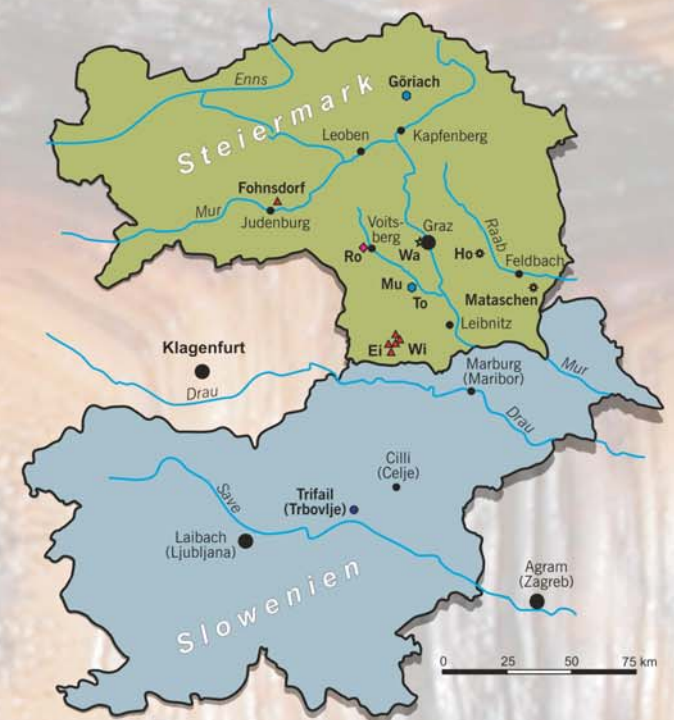 Enns
Steiermark
Göriach
Leoben
Kapfenberg
Fohnsdorf
Mur
Judenburg
Voits-
berg
Graz
Raab
Ro
Wa
Ho
Feldbach
Mu
To
Mataschen
Leibnitz
Ei
Wi
Klagenfurt
Marburg
(Maribor)
Mur
Drau
Drau
Cilli
(Celje)
Save
Trifail
(Trbovlje)
Laibach
(Ljubljana)
Slowenien
Agram
(Zagreb)
0 25 50 75 km